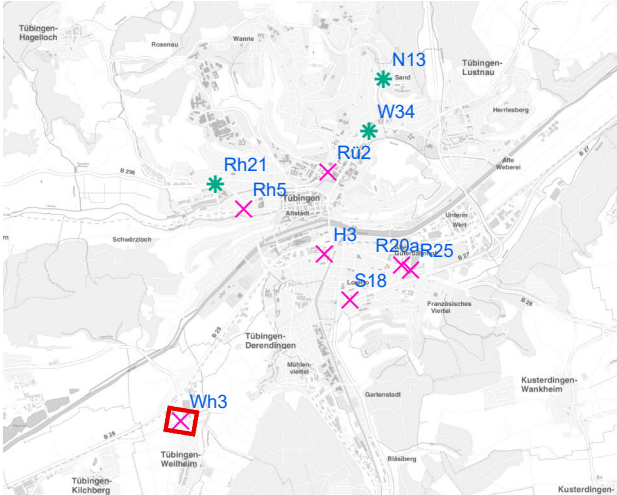 Tübingen-
Hagelloch
Rosenau
Wanne
N13
Sand
Tübingen-
Lustnau
W34
Herrlesberg
Rü2
Alte
Weberei
B 27
Rh21
B 296
Rh5
Tübingen
Altstadt
Unterm
Wert
Schwärzloch
H3
R20a
R25
B 27
S18
B 28
Französisches
Viertel
B 28
Tübingen-
Derendingen
Mühlen-
viertel
Kusterdingen-
Wankheim
Gartenstadt
Wh3
B 28
Tübingen-
Weilheim
Bläsiberg
Tübingen-
Kilchberg
Kusterdingen-